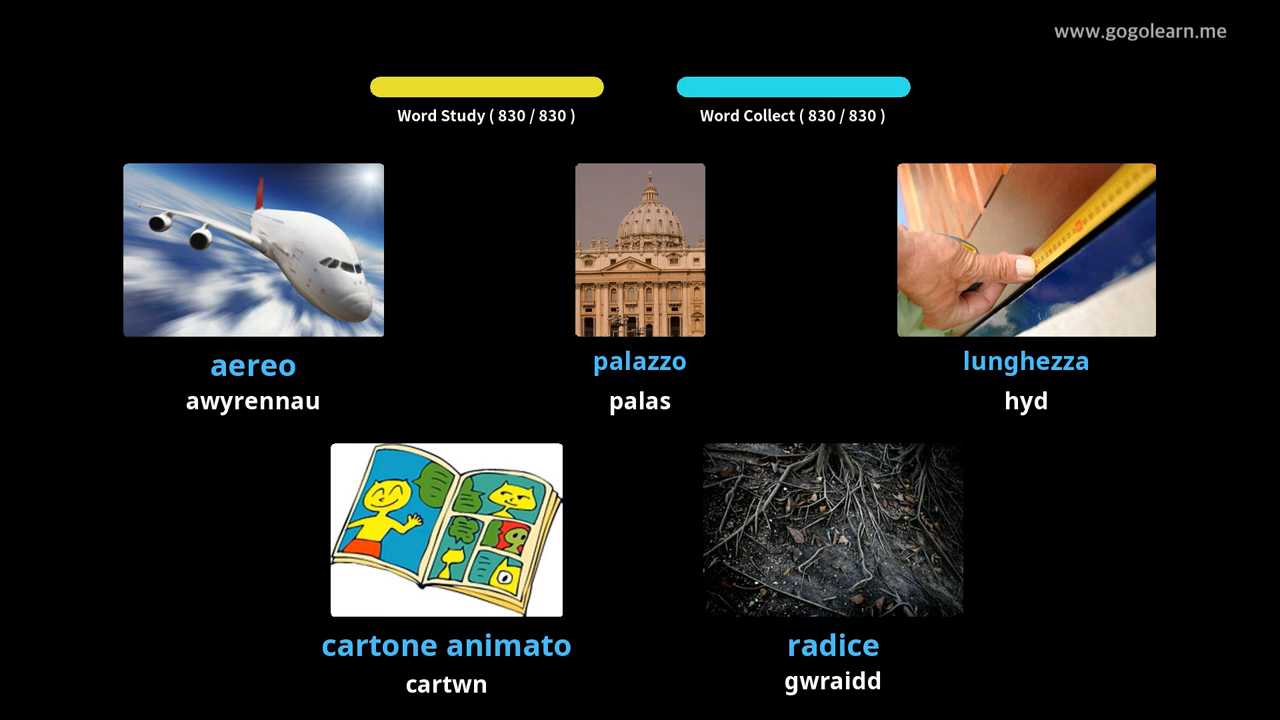 www.gogolearn.me
Word Study ( 830 / 830 )
Word Collect ( 830 / 830 )
aereo
awyrennau
palazzo
palas
lunghezza
hyd
cartone animato
cartwn
radice
gwraidd